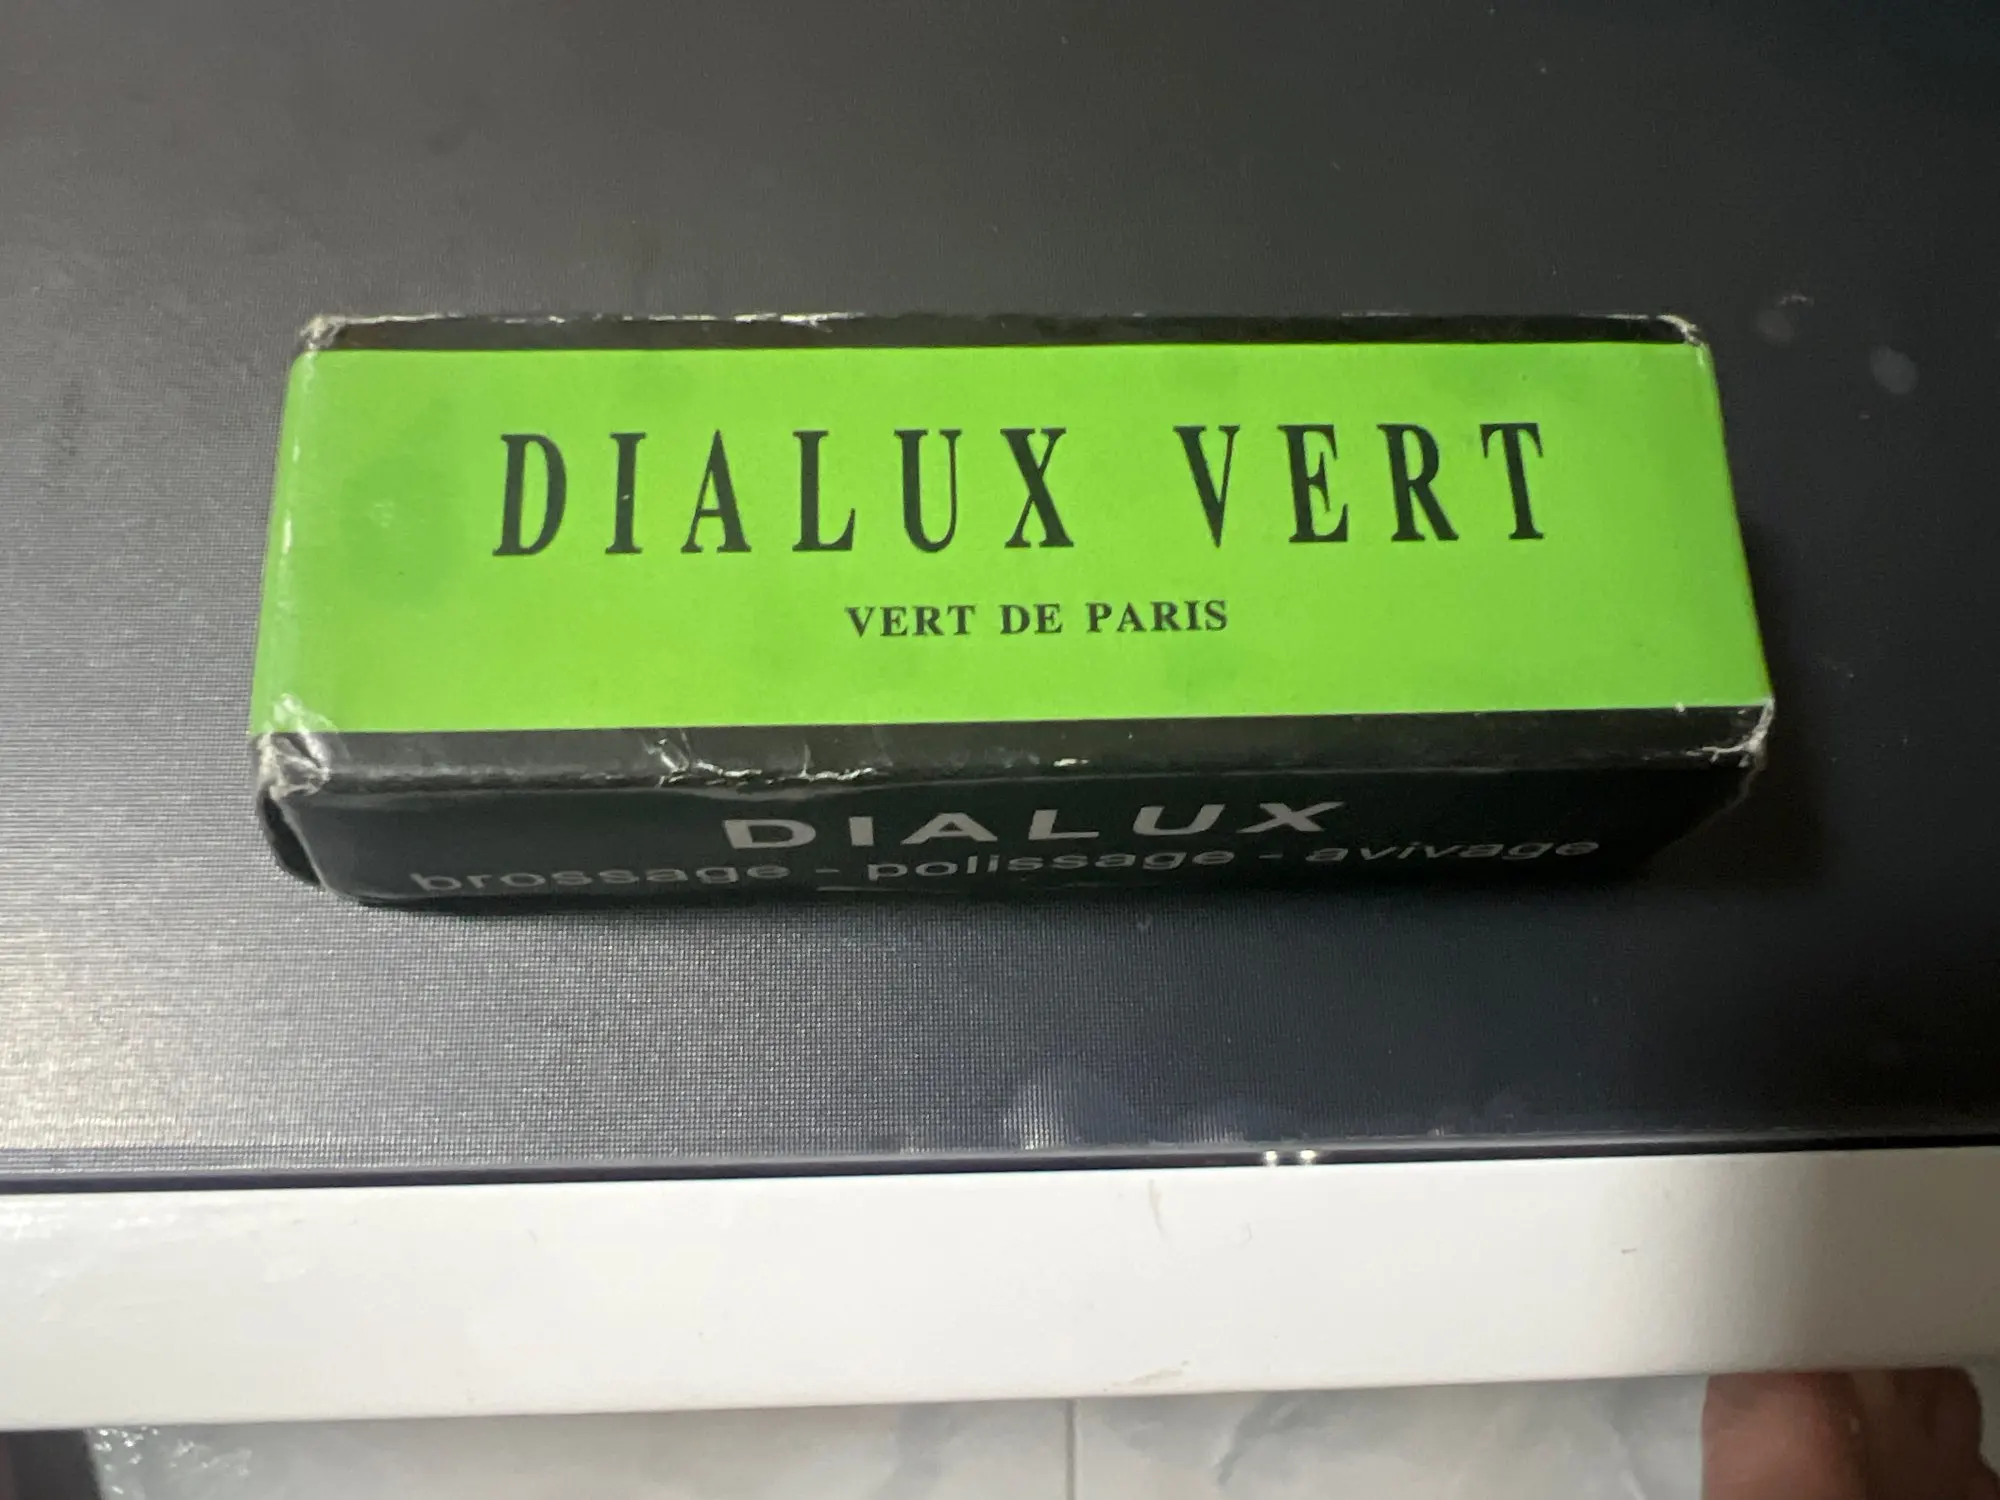 DIALUX VERT
VERT DE PARIS
DIALUX
brossage - polissage - avivage